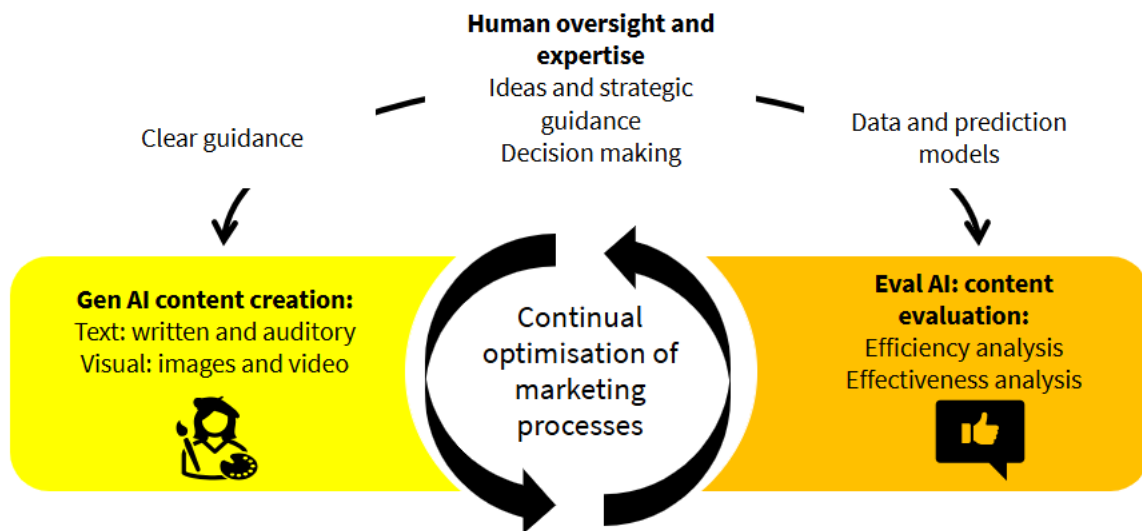 Human oversight and
expertise
Ideas and strategic
guidance
Decision making
Clear guidance
Data and prediction
models
Gen AI content creation:
Text: written and auditory
Visual: images and video
Continual
optimisation of
marketing
processes
Eval AI: content
evaluation:
Efficiency analysis
Effectiveness analysis